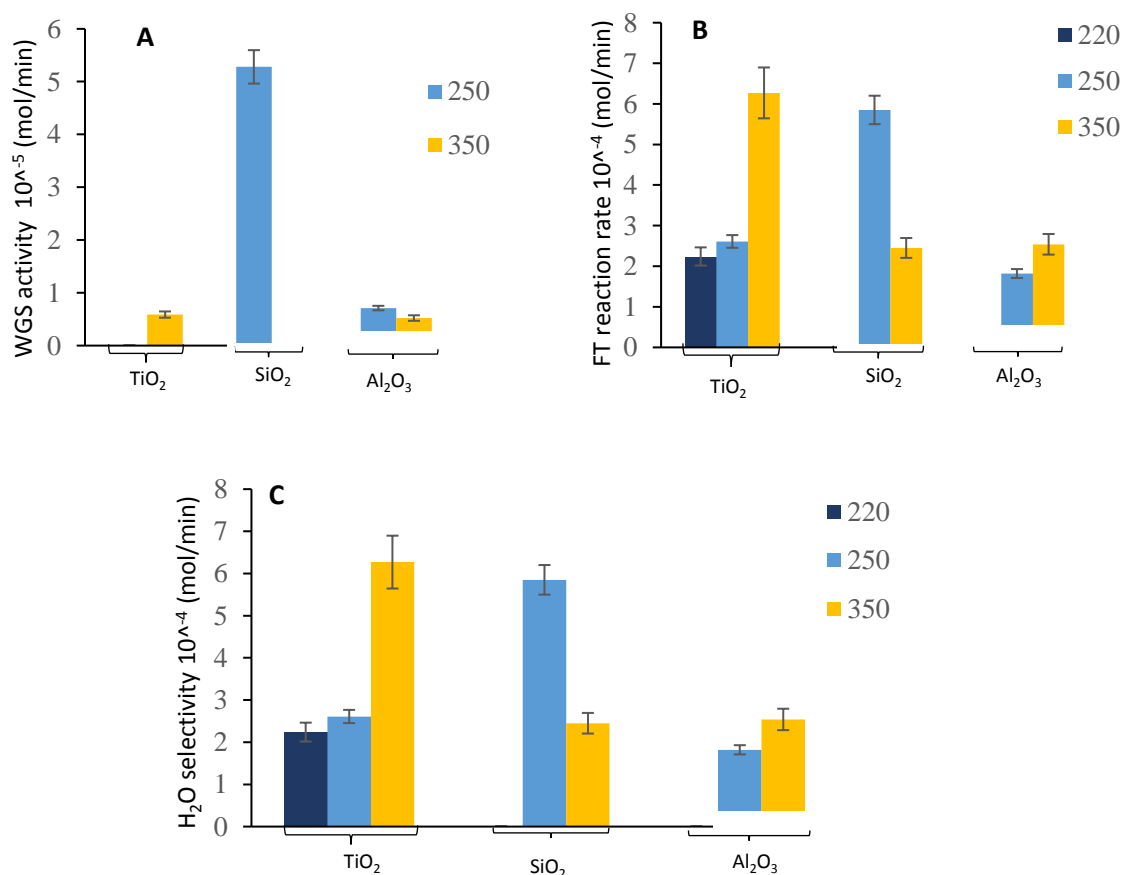 A
WGS activity 10^⁻⁵ (mol/min)
6
5
4
3
2
1
0
250
350
TiO₂
SiO₂
Al₂O₃
B
FT reaction rate 10^⁻⁴ (mol/min)
8
7
6
5
4
3
2
1
0
220
250
350
TiO₂
SiO₂
Al₂O₃
C
H₂O selectivity 10^⁻⁴ (mol/min)
8
7
6
5
4
3
2
1
0
220
250
350
TiO₂
SiO₂
Al₂O₃